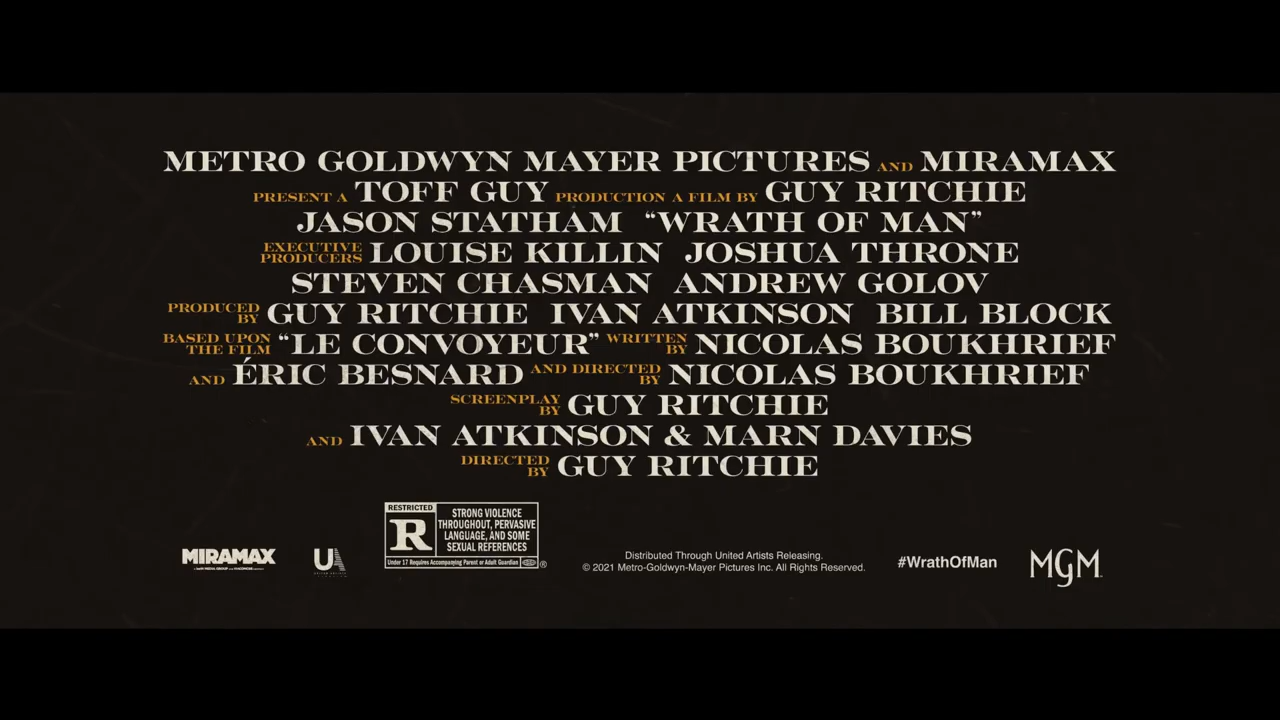 METRO GOLDWYN MAYER PICTURES AND MIRAMAX
PRESENT A TOFF GUY PRODUCTION A FILM BY GUY RITCHIE
JASON STATHAM “WRATH OF MAN”
EXECUTIVE PRODUCERS LOUISE KILLIN JOSHUA THRONE
STEVEN CHASMAN ANDREW GOLOV
PRODUCED BY GUY RITCHIE IVAN ATKINSON BILL BLOCK
BASED UPON THE FILM “LE CONVOYEUR” WRITTEN BY NICOLAS BOUKHRIEF
AND ÉRIC BESNARD AND DIRECTED BY NICOLAS BOUKHRIEF
SCREENPLAY BY GUY RITCHIE
AND IVAN ATKINSON & MARN DAVIES
DIRECTED BY GUY RITCHIE
MIRAMAX
UA
RESTRICTED
R
STRONG VIOLENCE
THROUGHOUT, PERVASIVE
LANGUAGE, AND SOME
SEXUAL REFERENCES
Under 17 Requires Accompanying Parent or Adult Guardian
®
Distributed Through United Artists Releasing.
© 2021 Metro-Goldwyn-Mayer Pictures Inc. All Rights Reserved.
#WrathOfMan
MGM